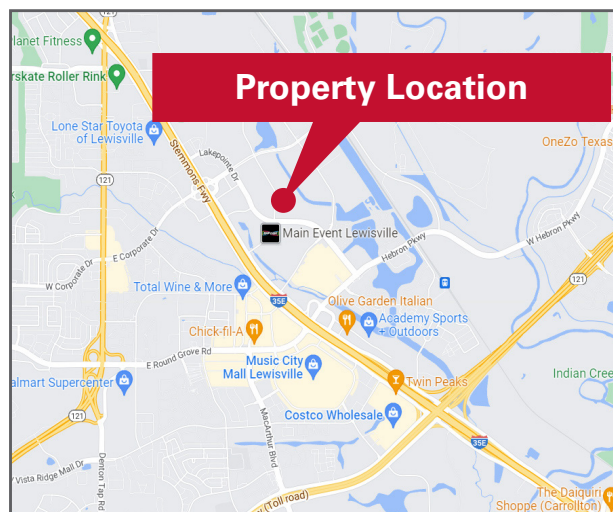 Planet Fitness
erskate Roller Rink
Property Location
Lone Star Toyota
of Lewisville
Stemmons Fwy
OneZo Texas
Lakepointe Dr
121
Main Event Lewisville
E Corporate Dr
Hebron Pkwy
W Hebron Pkwy
W Corporate Dr
121
Total Wine & More
35E
Olive Garden Italian
Academy Sports
+ Outdoors
Chick-fil-A
E Round Grove Rd
Music City
Mall Lewisville
Indian Cree
almart Supercenter
Twin Peaks
Costco Wholesale
121
MacArthur Blvd
35E
Vista Ridge Mall Dr
Denton Tap Rd
y (Toll road)
The Daiquiri
Shoppe (Carrollton)